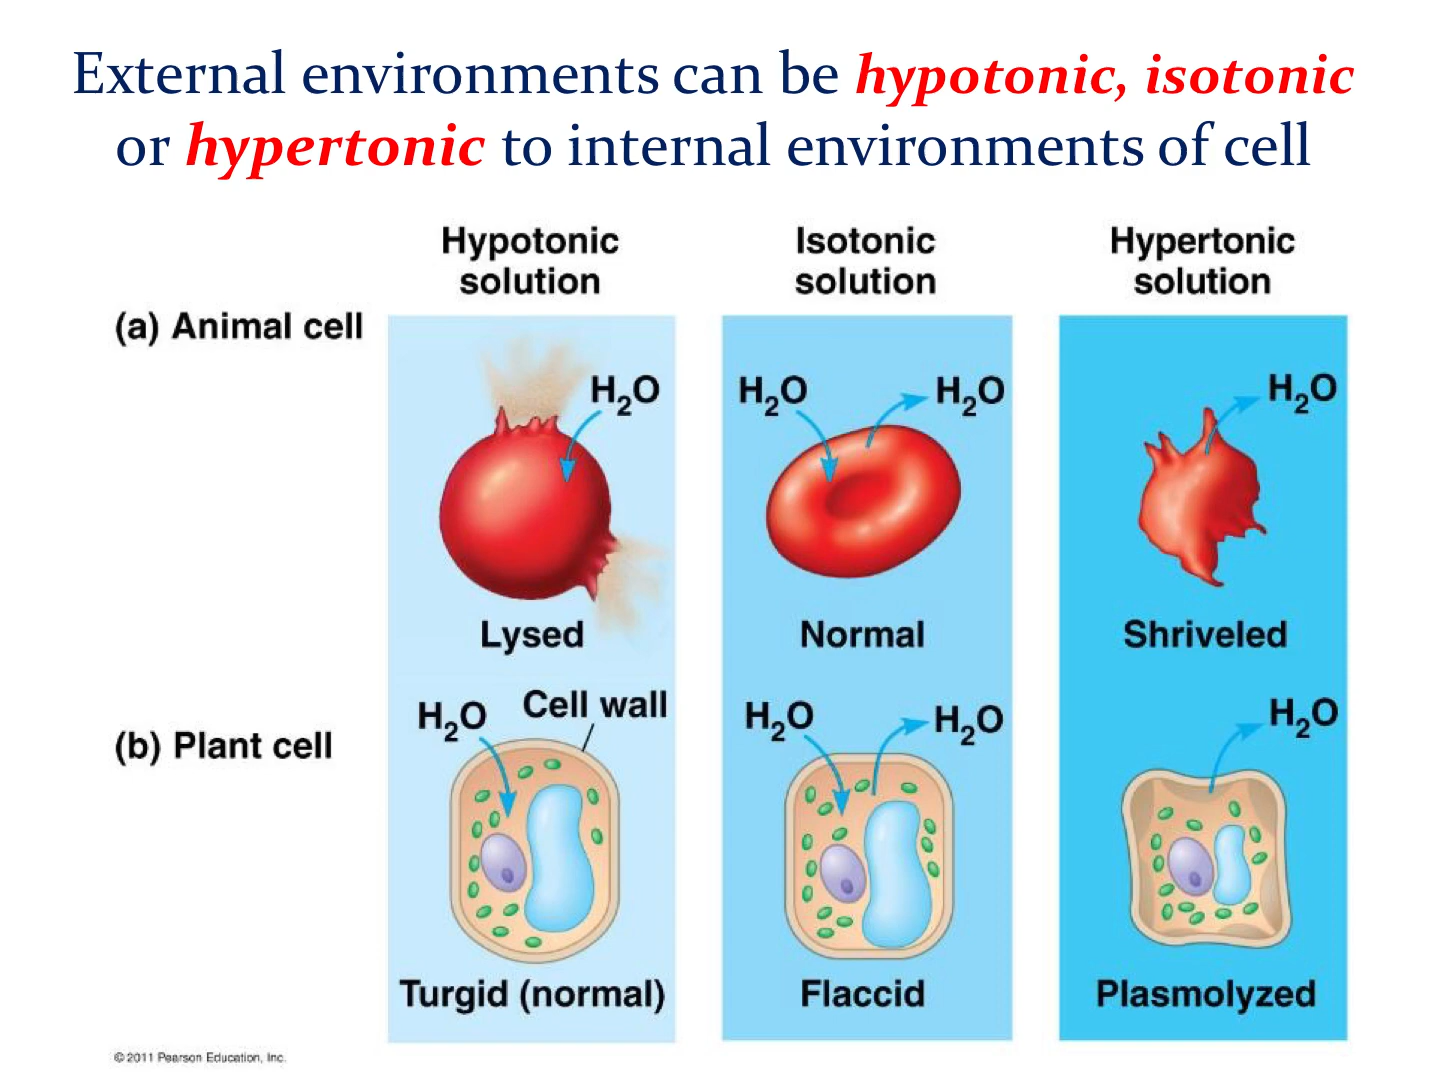 External environments can be hypotonic, isotonic
or hypertonic to internal environments of cell
Hypotonic
solution
Isotonic
solution
Hypertonic
solution
(a) Animal cell
H₂O
H₂O
H₂O
H₂O
Lysed
Normal
Shriveled
(b) Plant cell
H₂O
Cell wall
H₂O
H₂O
H₂O
Turgid (normal)
Flaccid
Plasmolyzed
© 2011 Pearson Education, Inc.